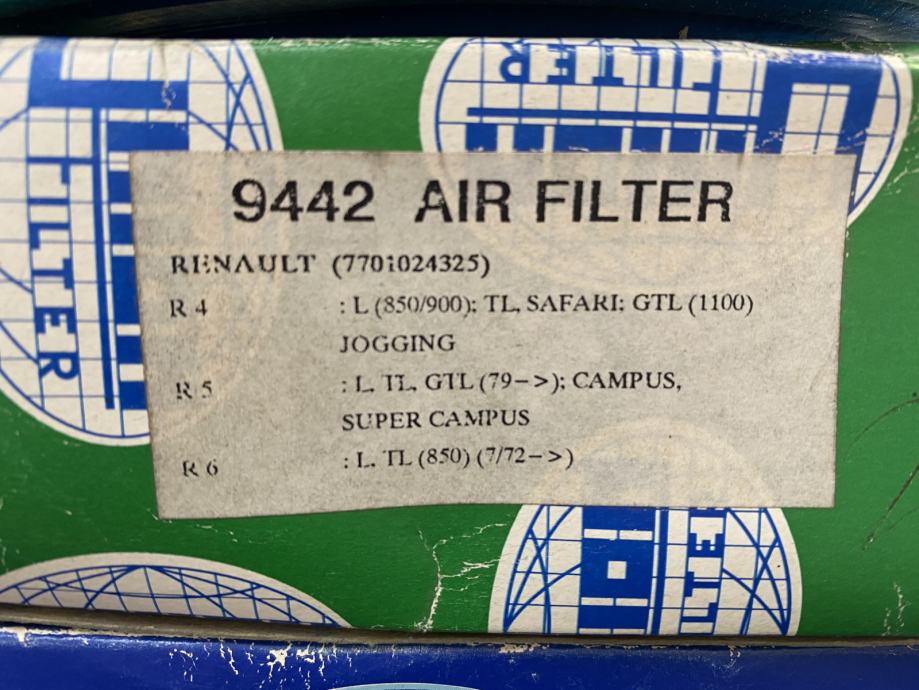 FILTER
FILTER
FILTER
9442 AIR FILTER
RENAULT (7701024325)
R 4 : L (850/900); TL, SAFARI; GTL (1100)
JOGGING
R 5 : L, TL, GTL (79->); CAMPUS,
SUPER CAMPUS
R 6 : L, TL (850) (7/72->)